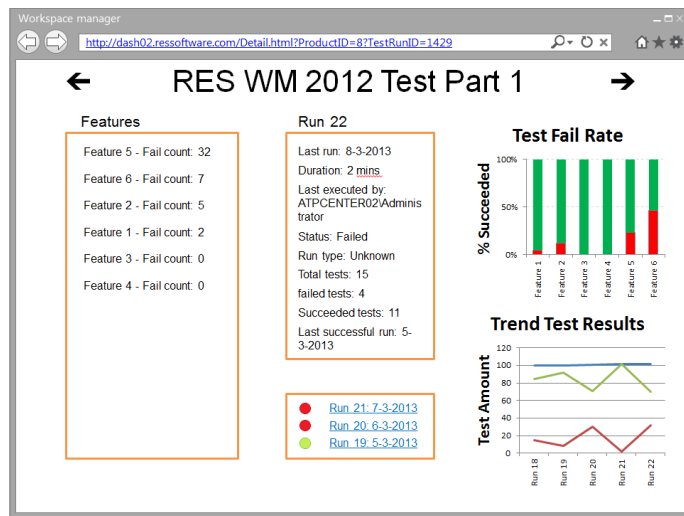 Workspace manager
http://dash02.ressoftware.com/Detail.html?ProductID=8?TestRunID=1429
RES WM 2012 Test Part 1
Features
Feature 5 - Fail count: 32
Feature 6 - Fail count: 7
Feature 2 - Fail count: 5
Feature 1 - Fail count: 2
Feature 3 - Fail count: 0
Feature 4 - Fail count: 0
Run 22
Last run: 8-3-2013
Duration: 2 mins
Last executed by:
ATPCENTER02\Adminis
trator
Status: Failed
Run type: Unknown
Total tests: 15
failed tests: 4
Succeeded tests: 11
Last successful run: 5-
3-2013
Run 21: 7-3-2013
Run 20: 6-3-2013
Run 19: 5-3-2013
Test Fail Rate
% Succeeded
100%
50%
0%
Feature 1
Feature 2
Feature 3
Feature 4
Feature 5
Feature 6
Trend Test Results
Test Amount
120
100
80
60
40
20
0
Run 18
Run 19
Run 20
Run 21
Run 22